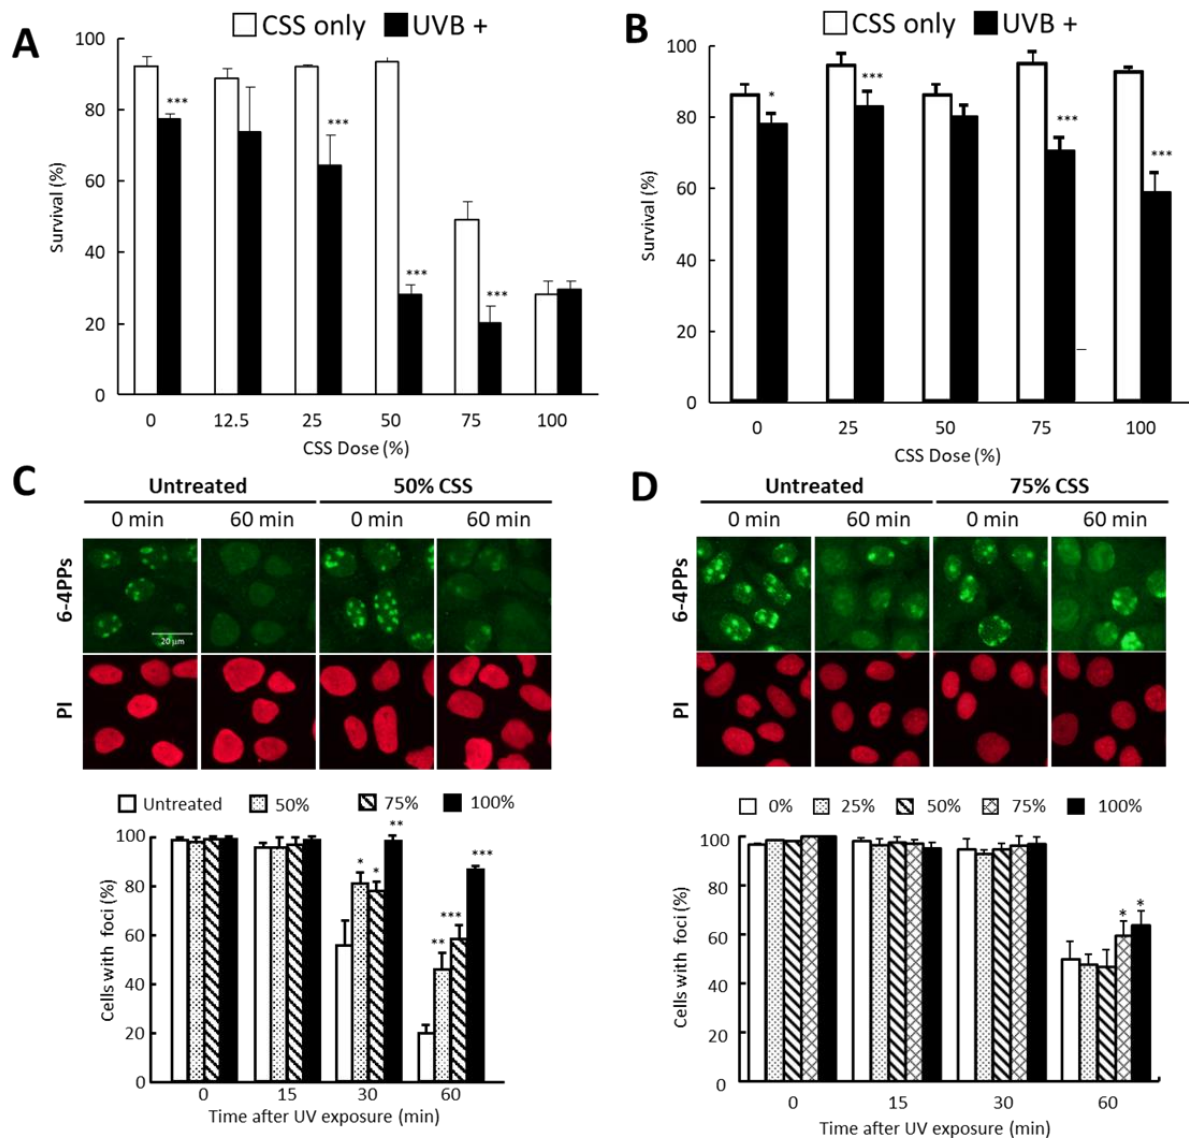 A
CSS only UVB +
100
80
60
40
20
0
Survival (%)
***
***
***
***
0 12.5 25 50 75 100
CSS Dose (%)
B
CSS only UVB +
100
80
60
40
20
0
Survival (%)
*
***
***
***
0 25 50 75 100
CSS Dose (%)
C
Untreated 50% CSS
0 min 60 min 0 min 60 min
6-4PPs
20 μm
PI
Untreated 50% 75% 100%
100
80
60
40
20
0
Cells with foci (%)
* * **
** *** ***
0 15 30 60
Time after UV exposure (min)
D
Untreated 75% CSS
0 min 60 min 0 min 60 min
6-4PPs
PI
0% 25% 50% 75% 100%
100
80
60
40
20
0
Cells with foci (%)
* *
0 15 30 60
Time after UV exposure (min)